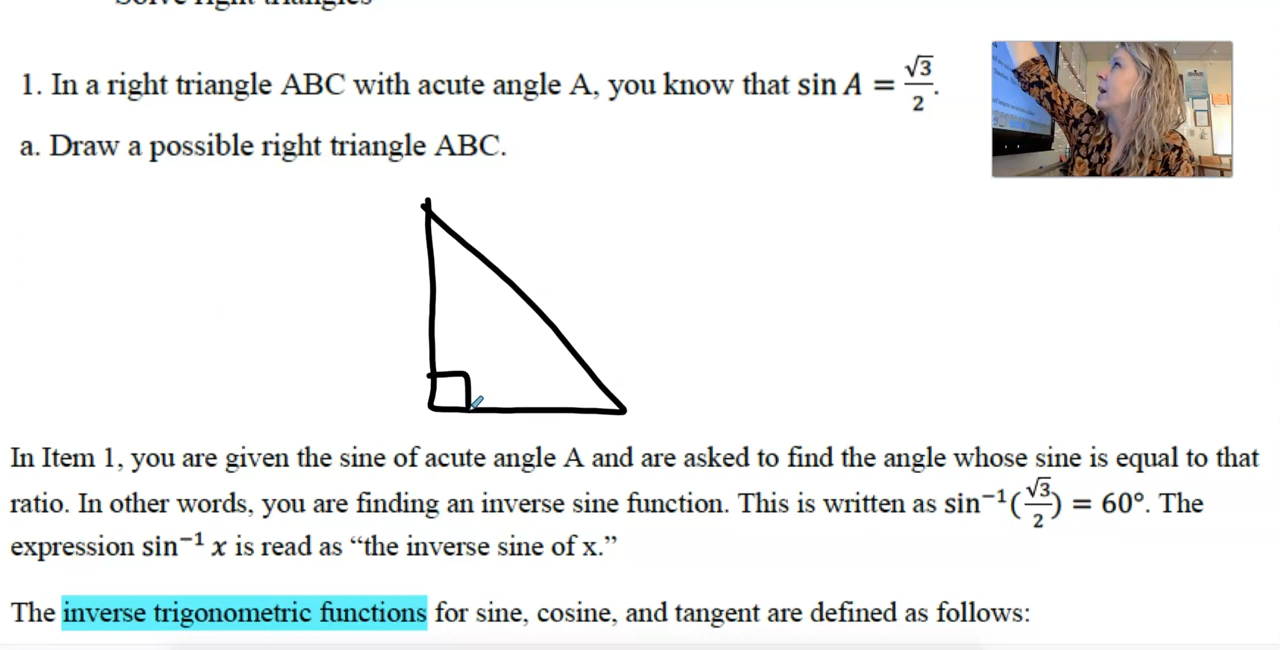 Solve right triangles
1. In a right triangle ABC with acute angle A, you know that sin A = √3/2.
a. Draw a possible right triangle ABC.
In Item 1, you are given the sine of acute angle A and are asked to find the angle whose sine is equal to that
ratio. In other words, you are finding an inverse sine function. This is written as sin⁻¹(√3/2) = 60°. The
expression sin⁻¹ x is read as “the inverse sine of x.”
The inverse trigonometric functions for sine, cosine, and tangent are defined as follows: